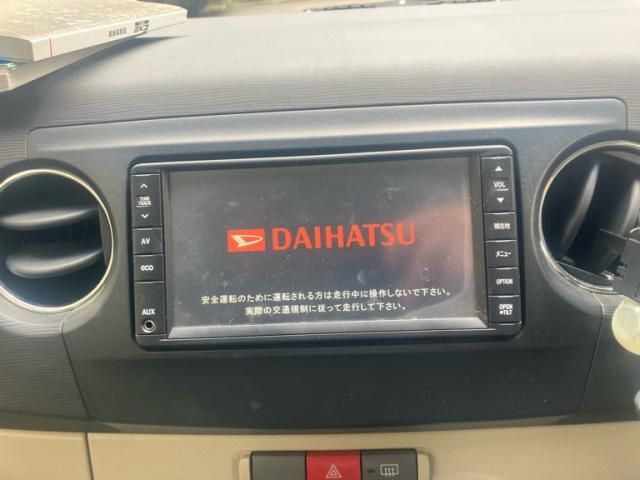 TUNE
TRACK
AV
eco
AUX
DAIHATSU
安全運転のために運転される方は走行中に操作しないで下さい。
実際の交通規制に従って走行して下さい。
VOL
現在地
メニュー
OPTION
OPEN
TILT